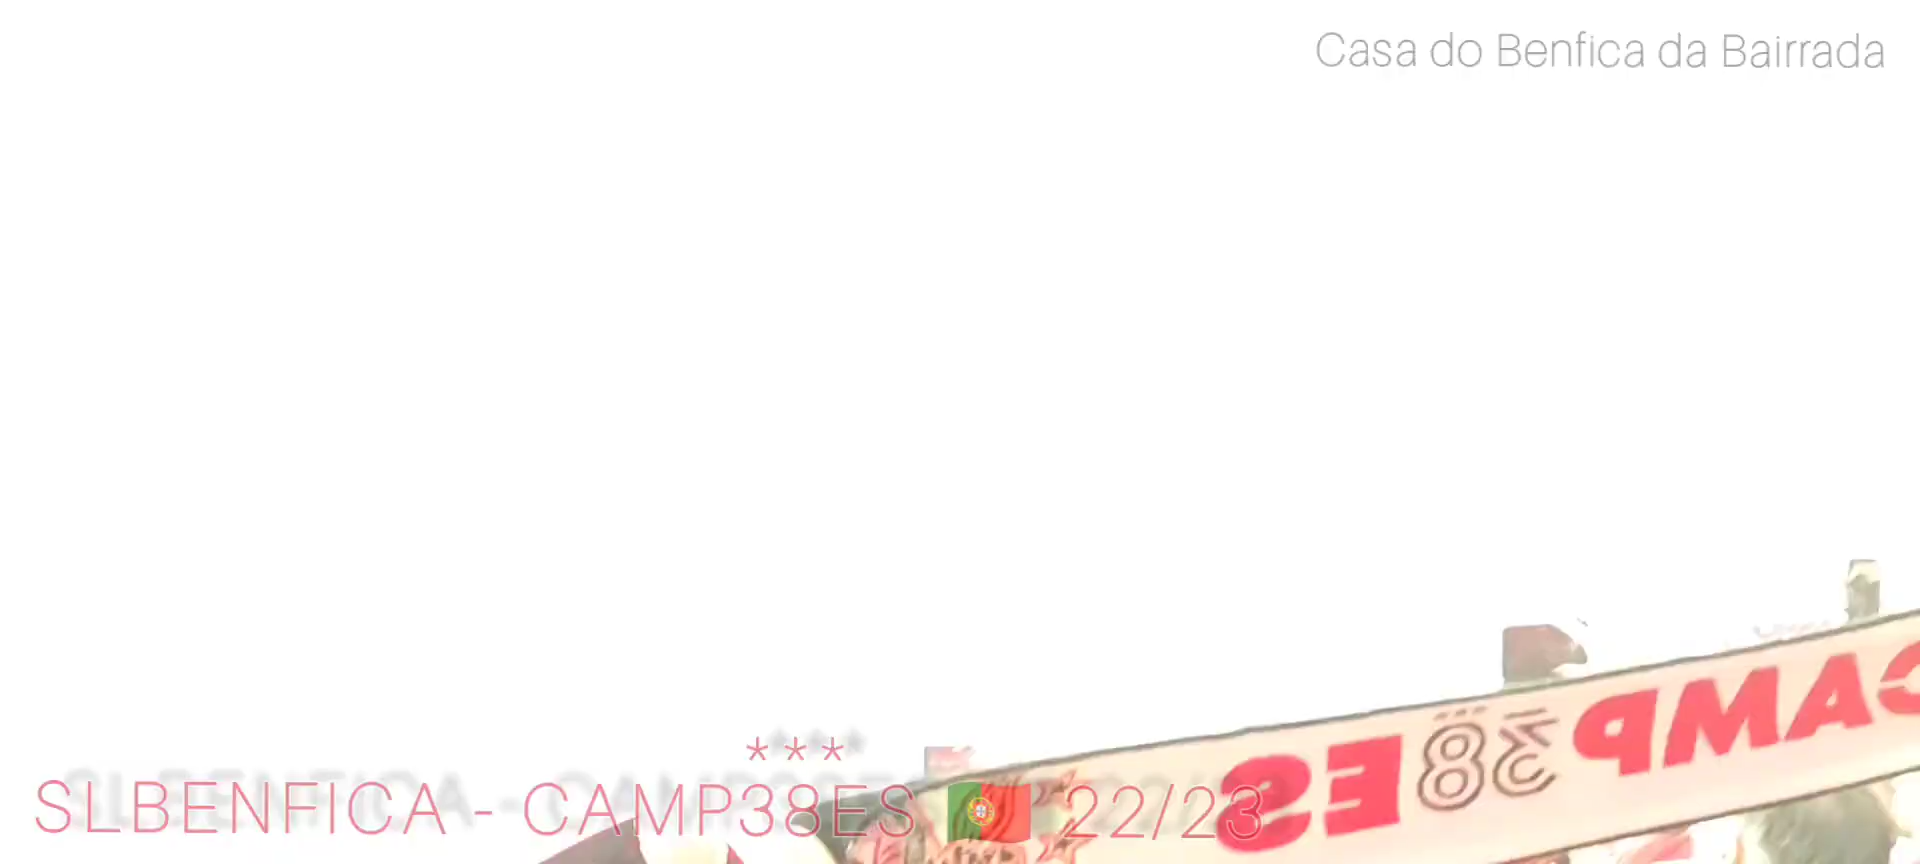 Casa do Benfica da Bairrada
***
SLBENFICA - CAMP38ES 🇵🇹 22/23
CAMP38ES